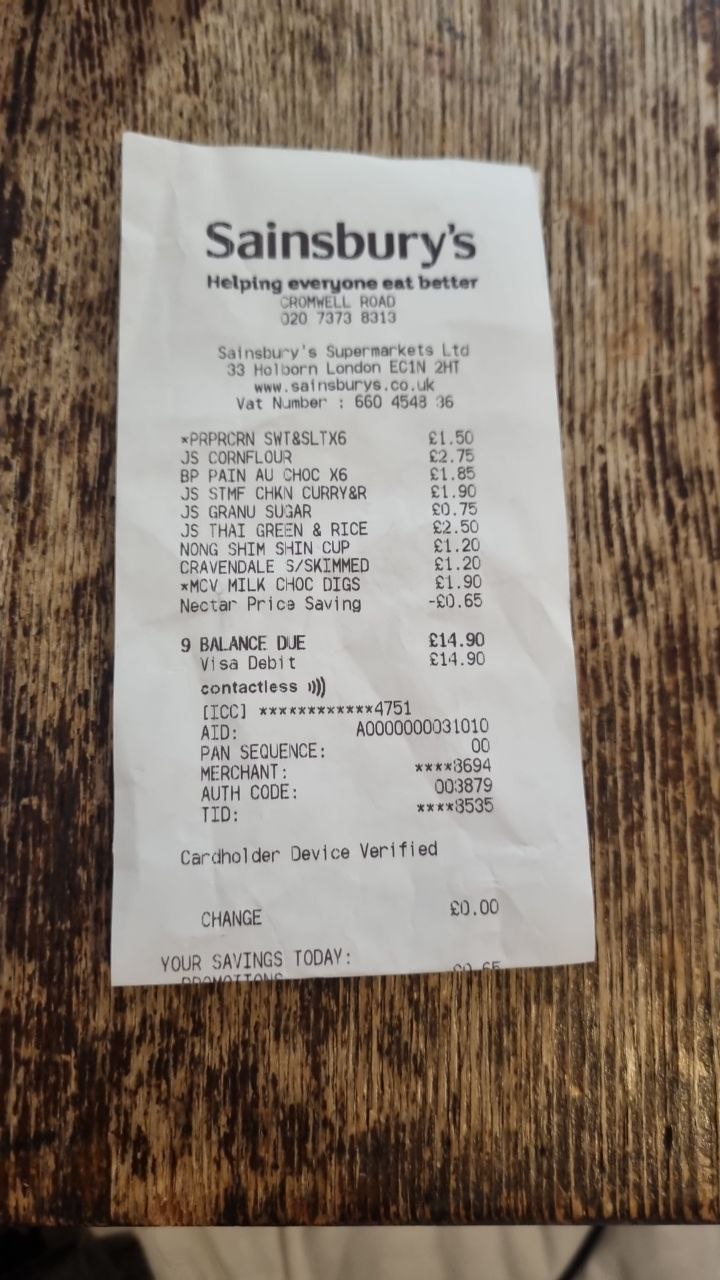 Sainsbury's
Helping everyone eat better
CROMWELL ROAD
020 7373 8313
Sainsbury's Supermarkets Ltd
33 Holborn London EC1N 2HT
www.sainsburys.co.uk
Vat Number : 660 4548 36
*PRPRCRN SWT&SLTX6 £1.50
JS CORNFLOUR £2.75
BP PAIN AU CHOC X6 £1.85
JS STMF CHKN CURRY&R £1.90
JS GRANU SUGAR £0.75
JS THAI GREEN & RICE £2.50
NONG SHIM SHIN CUP £1.20
CRAVENDALE S/SKIMMED £1.20
*MCV MILK CHOC DIGS £1.90
Nectar Price Saving -£0.65
9 BALANCE DUE £14.90
Visa Debit £14.90
contactless
[ICC] ************4751
AID: A0000000031010
PAN SEQUENCE: 00
MERCHANT: ****8694
AUTH CODE: 003879
TID: ****8535
Cardholder Device Verified
CHANGE £0.00
YOUR SAVINGS TODAY:
PROMOTIONS £0.65